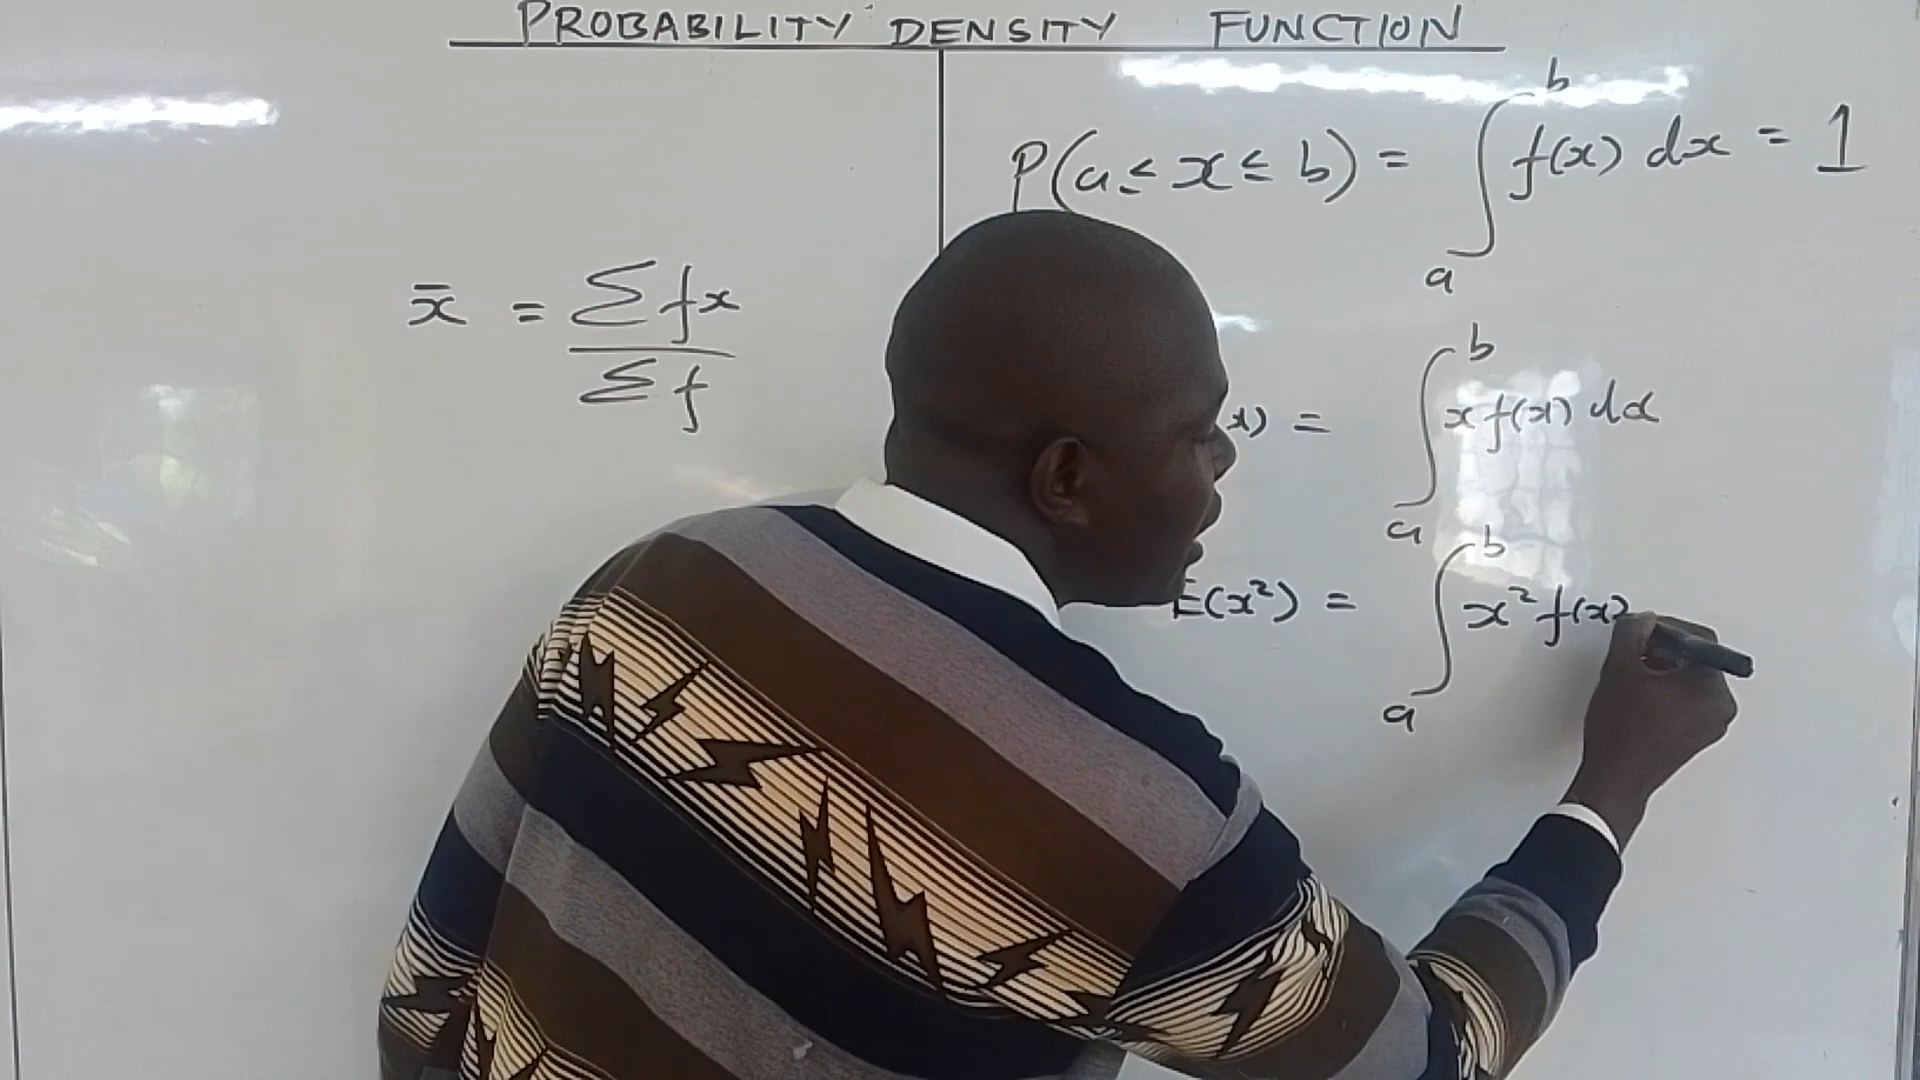 PROBABILITY DENSITY FUNCTION
x̄ = Σfx / Σf
P(a ≤ x ≤ b) = ∫ₐᵇ f(x) dx = 1
x) = ∫ₐᵇ x f(x) dx
E(x²) = ∫ₐᵇ x² f(x)